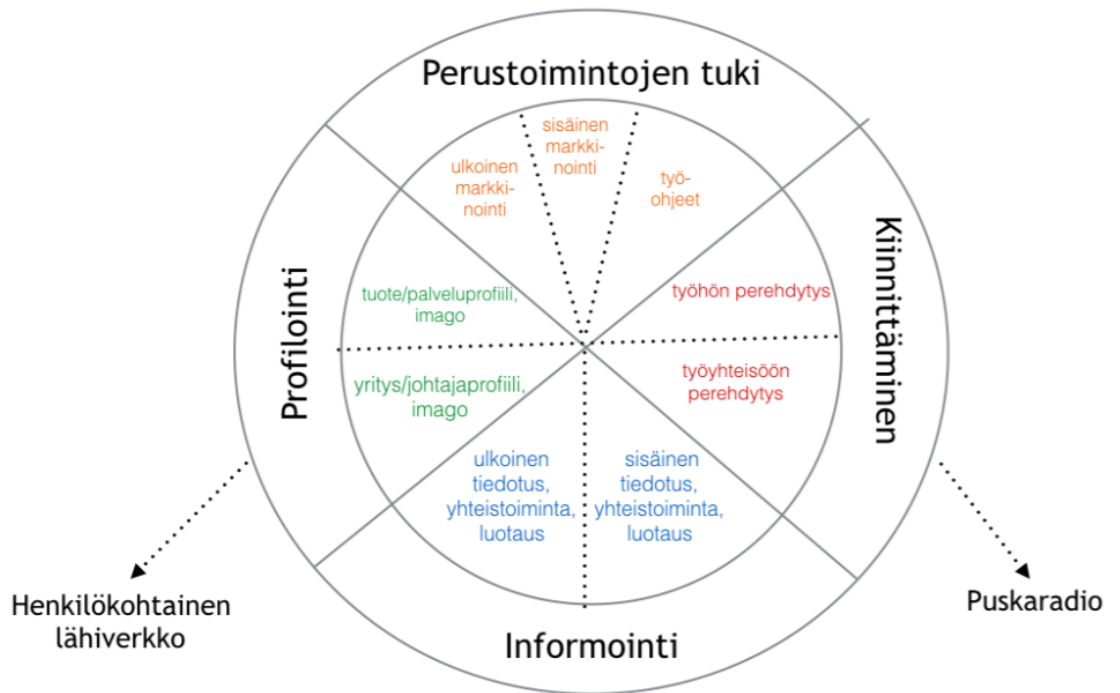 Perustoimintojen tuki
sisäinen
markki-
nointi
ulkoinen
markki-
nointi
työ-
ohjeet
Kiinnittäminen
Profilointi
tuote/palveluprofiili,
imago
työhön perehdytys
yritys/johtajaprofiili,
imago
työyhteisöön
perehdytys
ulkoinen
tiedotus,
yhteistoiminta,
luotaus
sisäinen
tiedotus,
yhteistoiminta,
luotaus
Henkilökohtainen
lähiverkko
Puskaradio
Informointi